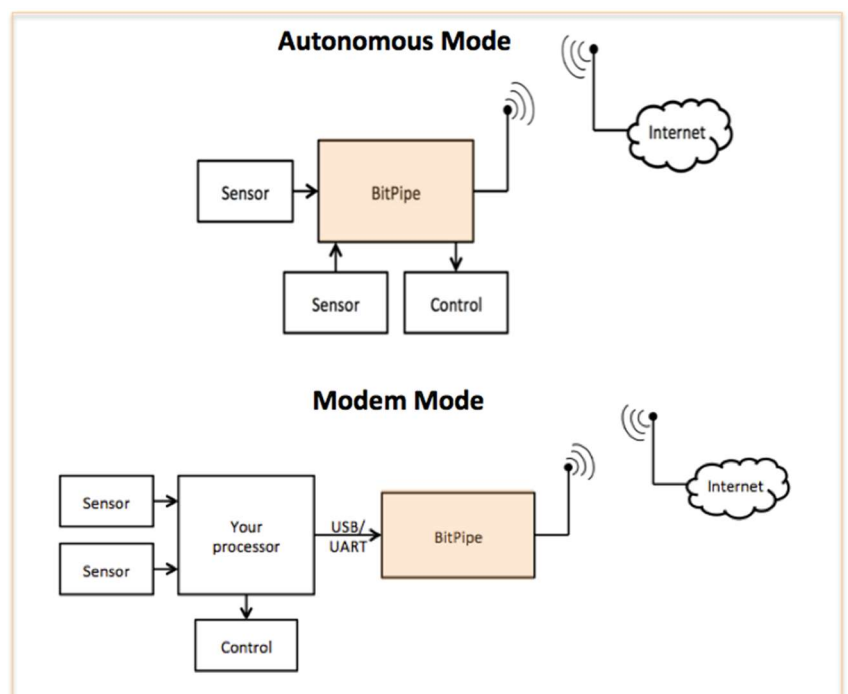 Autonomous Mode
Internet
Sensor
BitPipe
Sensor
Control
Modem Mode
Sensor
Your
processor
USB/
UART
BitPipe
Internet
Sensor
Control